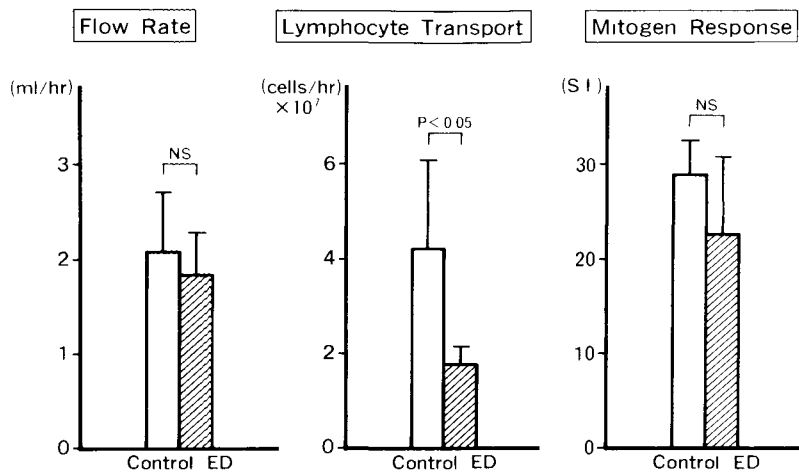 Flow Rate
(ml/hr)
NS
3
2
1
0
Control ED
Lymphocyte Transport
(cells/hr)
×10⁷
P<0.05
6
4
2
0
Control ED
Mitogen Response
(S I)
NS
30
20
10
0
Control ED